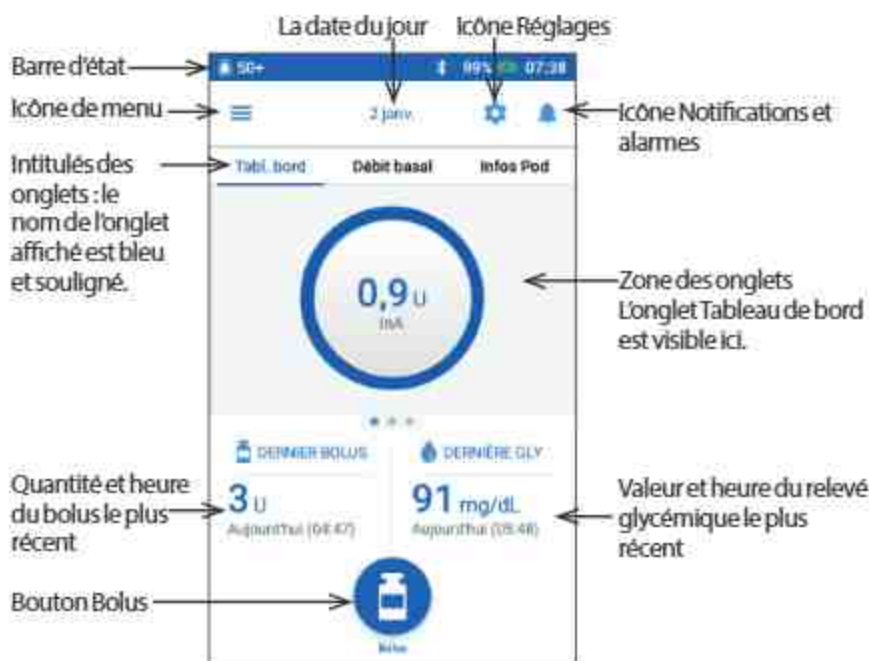 La date du jour
Icône Réglages
Barre d'état
50+
99%
07:38
Icône de menu
2 janv.
Icône Notifications et
alarmes
Intitulés des
onglets : le
nom de l'onglet
affiché est bleu
et souligné.
Tabl. bord
Débit basal
Infos Pod
0,9 U
InA
Zone des onglets
L'onglet Tableau de bord
est visible ici.
DERNIER BOLUS
DERNIÈRE GLY
Quantité et heure
du bolus le plus
récent
3 U
Aujourd'hui (04:47)
91 mg/dL
Aujourd'hui (05:48)
Valeur et heure du relevé
glycémique le plus
récent
Bouton Bolus
Bolus